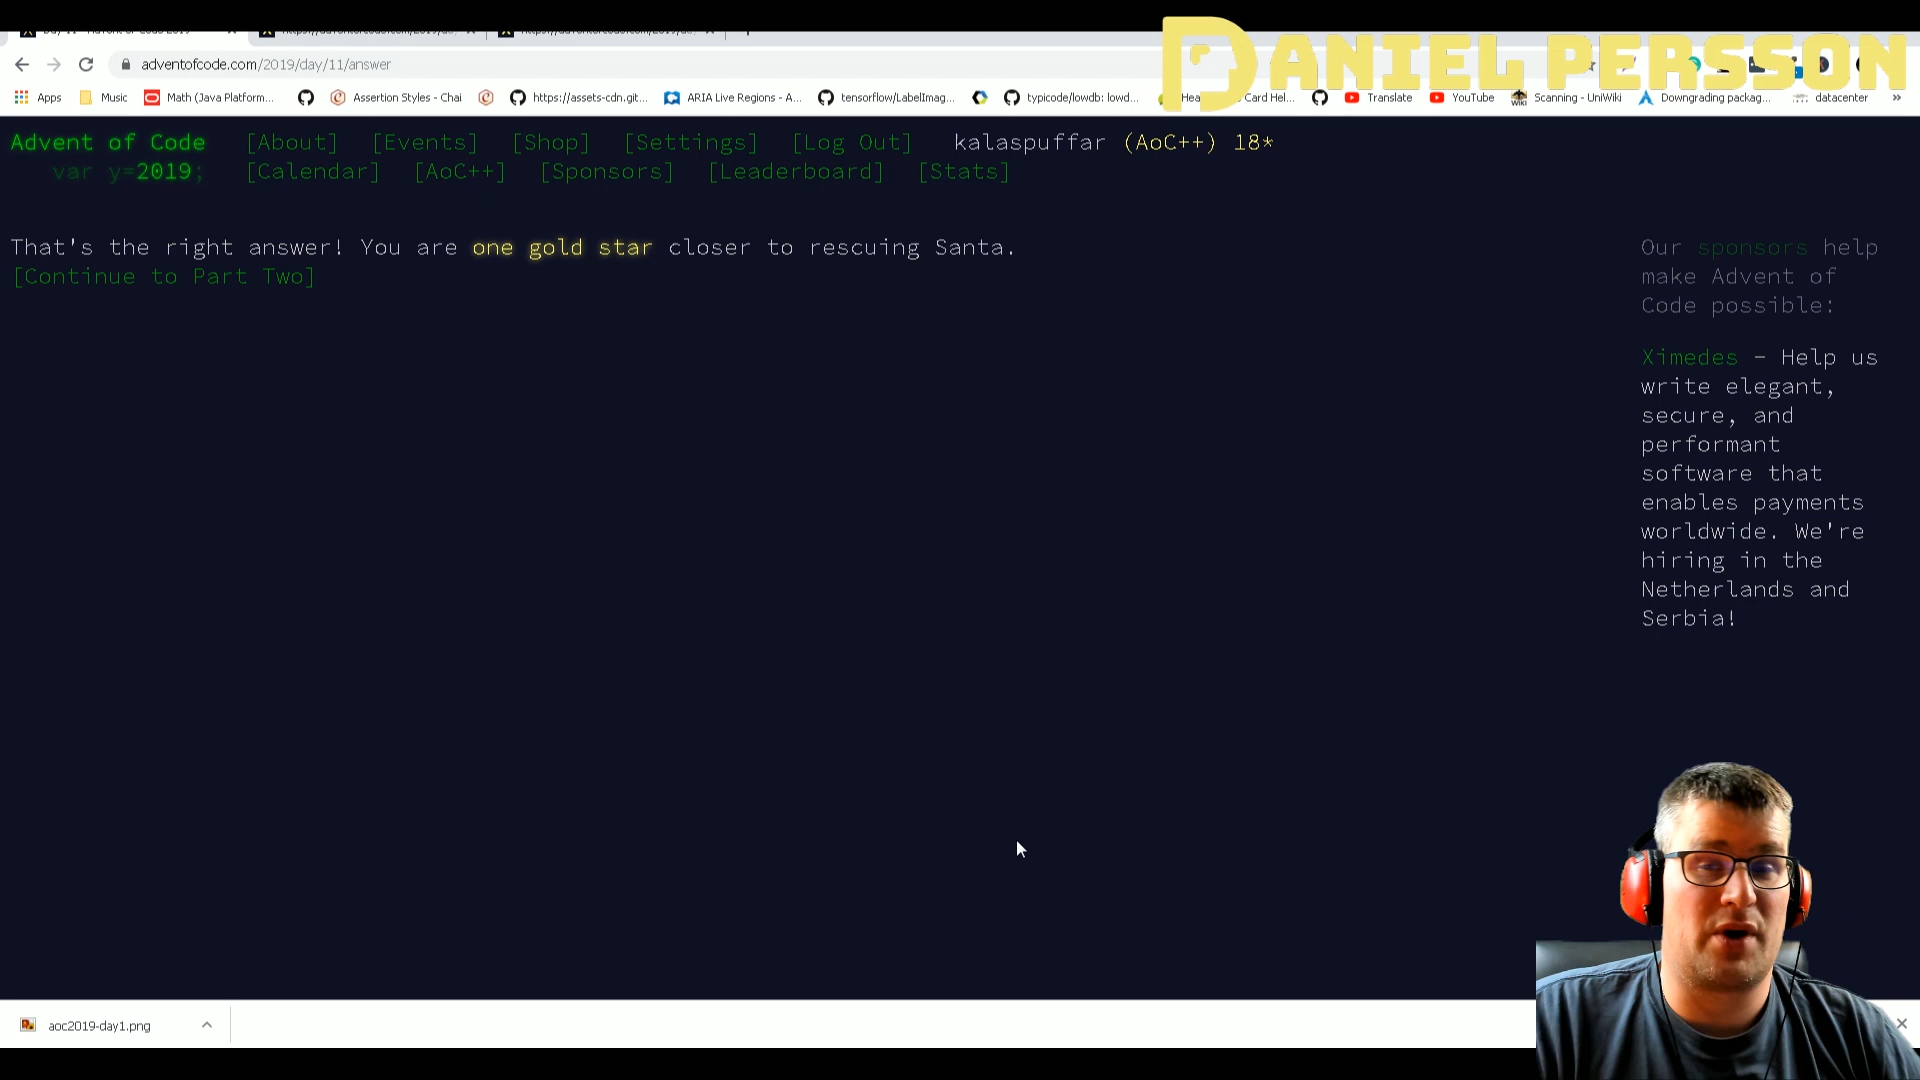 DANIEL PERSSON
adventofcode.com/2019/day/11/answer
Apps Music Math (Java Platform... Assertion Styles - Chai https://assets-cdn.git... ARIA Live Regions - A... tensorflow/LabelImag... typicode/lowdb: lowd... Card Hel... Translate YouTube Scanning - UniWiki Downgrading packag... datacenter »
Advent of Code [About] [Events] [Shop] [Settings] [Log Out] kalaspuffar (AoC++) 18*
var y=2019; [Calendar] [AoC++] [Sponsors] [Leaderboard] [Stats]
That's the right answer! You are one gold star closer to rescuing Santa.
[Continue to Part Two]
Our sponsors help
make Advent of
Code possible:
Ximedes - Help us
write elegant,
secure, and
performant
software that
enables payments
worldwide. We're
hiring in the
Netherlands and
Serbia!
aoc2019-day1.png